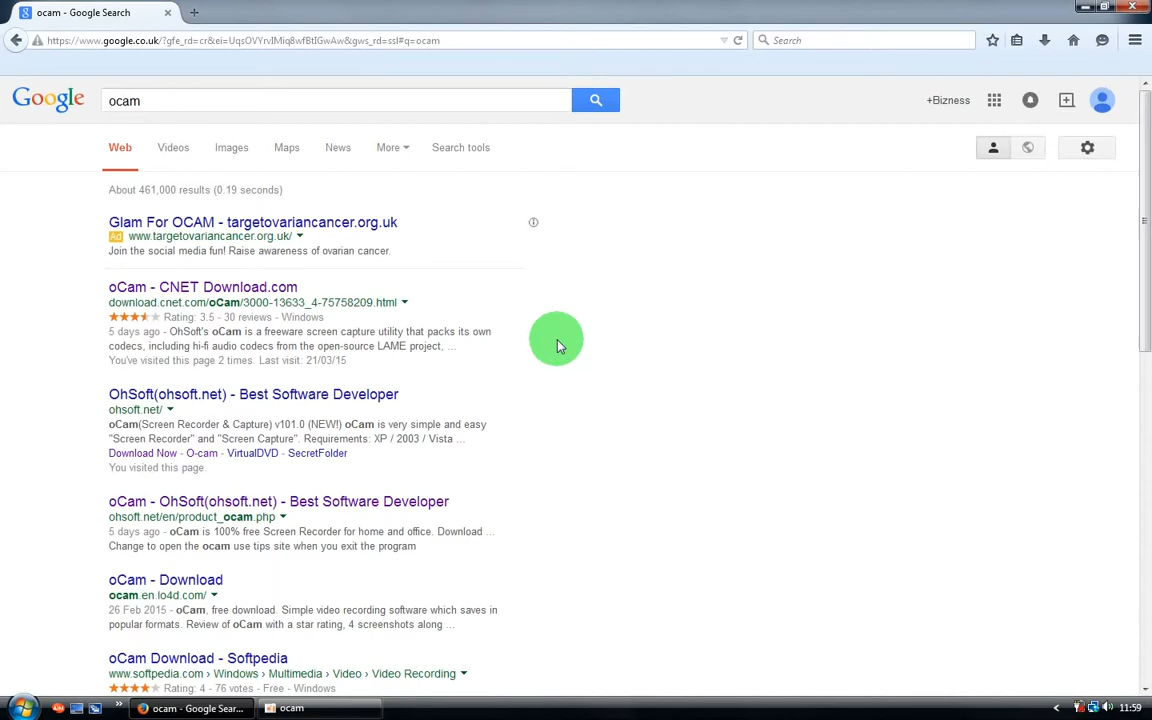 ocam - Google Search
https://www.google.co.uk/?gfe_rd=cr&ei=UqsOVYrvIMiq8wfBtIGwAw&gws_rd=ssl#q=ocam
Search
Google
ocam
+Bizness
Web Videos Images Maps News More Search tools
About 461,000 results (0.19 seconds)
Glam For OCAM - targetovariancancer.org.uk
Ad www.targetovariancancer.org.uk/
Join the social media fun! Raise awareness of ovarian cancer.
oCam - CNET Download.com
download.cnet.com/oCam/3000-13633_4-75758209.html
Rating: 3.5 - 30 reviews - Windows
5 days ago - OhSoft's oCam is a freeware screen capture utility that packs its own
codecs, including hi-fi audio codecs from the open-source LAME project, ...
You've visited this page 2 times. Last visit: 21/03/15
OhSoft(ohsoft.net) - Best Software Developer
ohsoft.net/
oCam(Screen Recorder & Capture) v101.0 (NEW!) oCam is very simple and easy
"Screen Recorder" and "Screen Capture". Requirements: XP / 2003 / Vista ...
Download Now - O-cam - VirtualDVD - SecretFolder
You visited this page.
oCam - OhSoft(ohsoft.net) - Best Software Developer
ohsoft.net/en/product_ocam.php
5 days ago - oCam is 100% free Screen Recorder for home and office. Download ...
Change to open the ocam use tips site when you exit the program
oCam - Download
ocam.en.lo4d.com/
26 Feb 2015 - oCam, free download. Simple video recording software which saves in
popular formats. Review of oCam with a star rating, 4 screenshots along ...
oCam Download - Softpedia
www.softpedia.com › Windows › Multimedia › Video › Video Recording
Rating: 4 - 76 votes - Free - Windows
ocam - Google Sear...
ocam
11:59